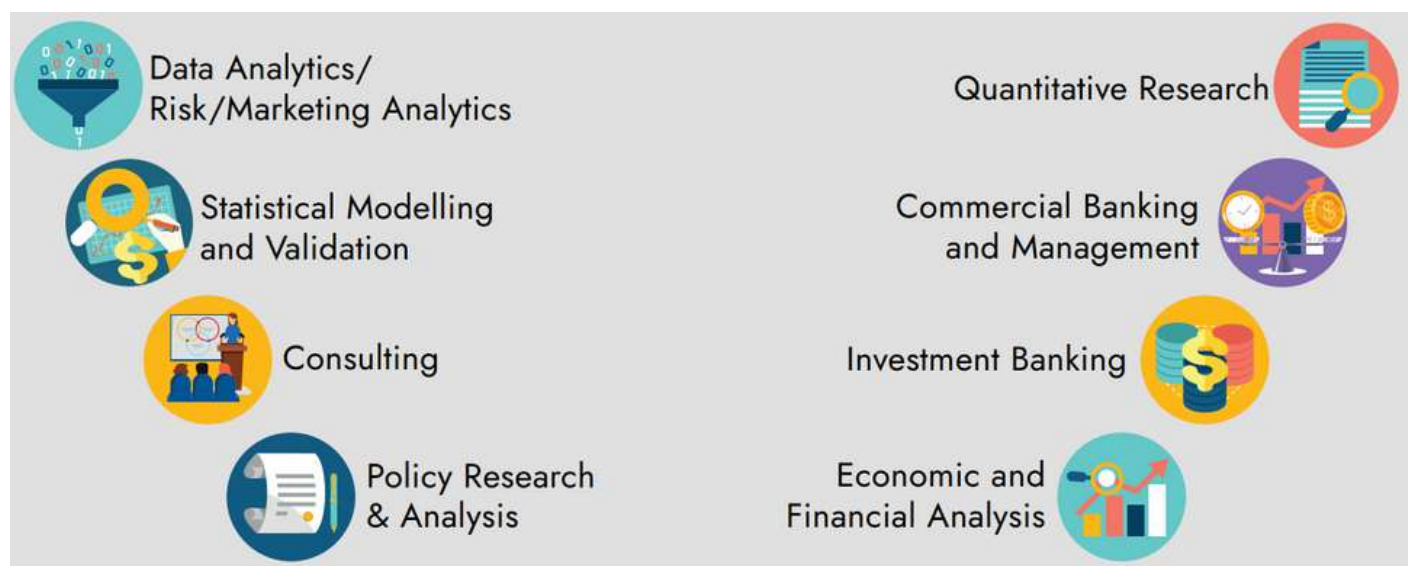 Data Analytics/
Risk/Marketing Analytics
Statistical Modelling
and Validation
Consulting
Policy Research
& Analysis
Quantitative Research
Commercial Banking
and Management
Investment Banking
Economic and
Financial Analysis